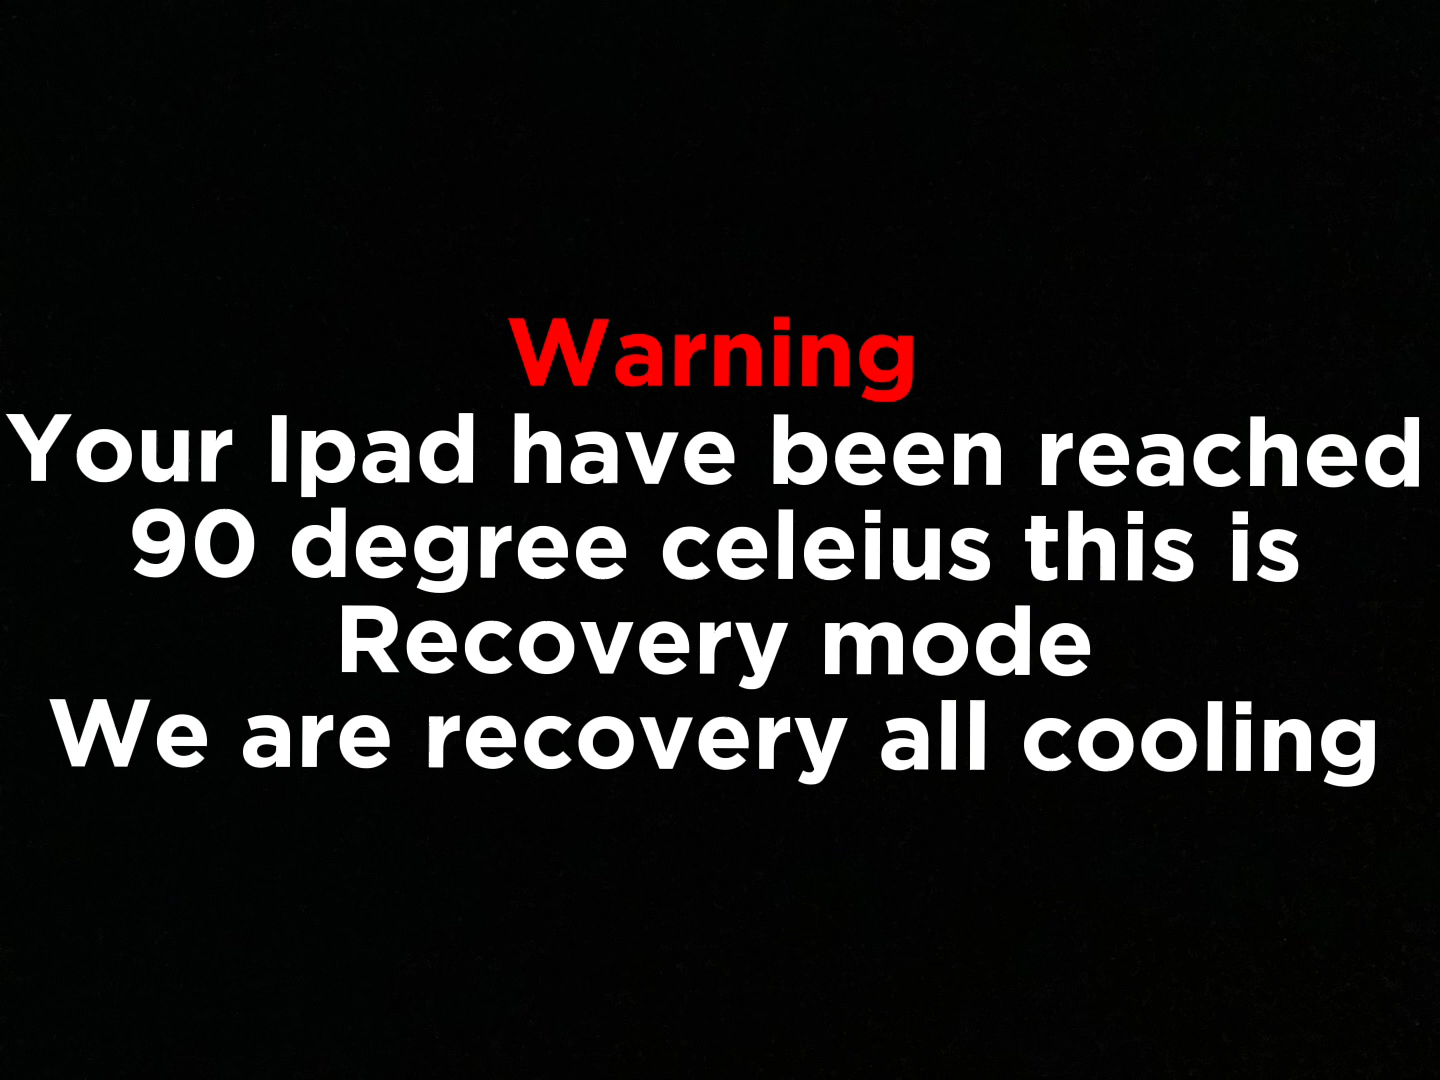 Warning
Your Ipad have been reached
90 degree celeius this is
Recovery mode
We are recovery all cooling